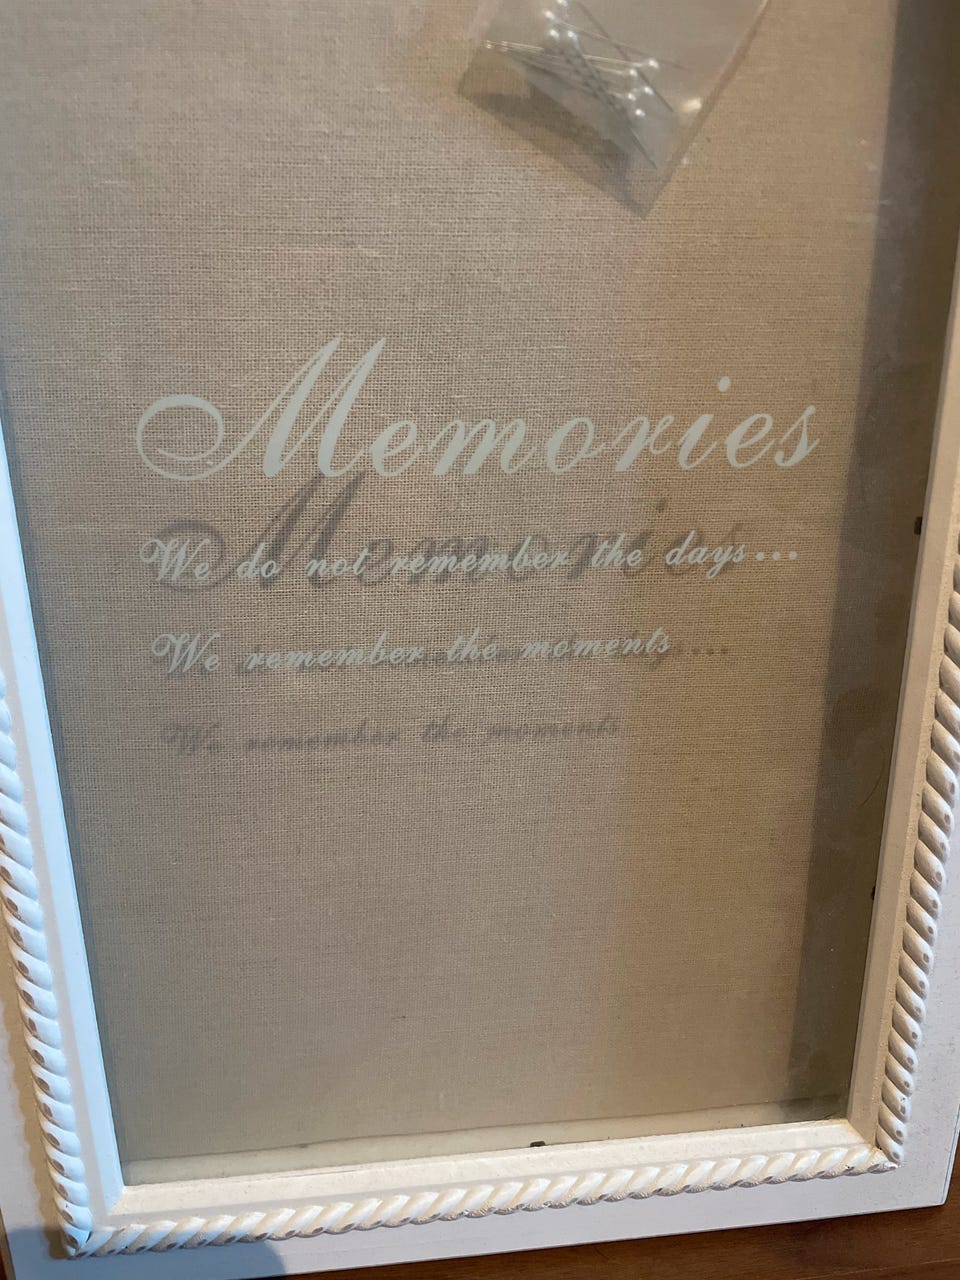 Memories
We do not remember the days...
We remember the moments